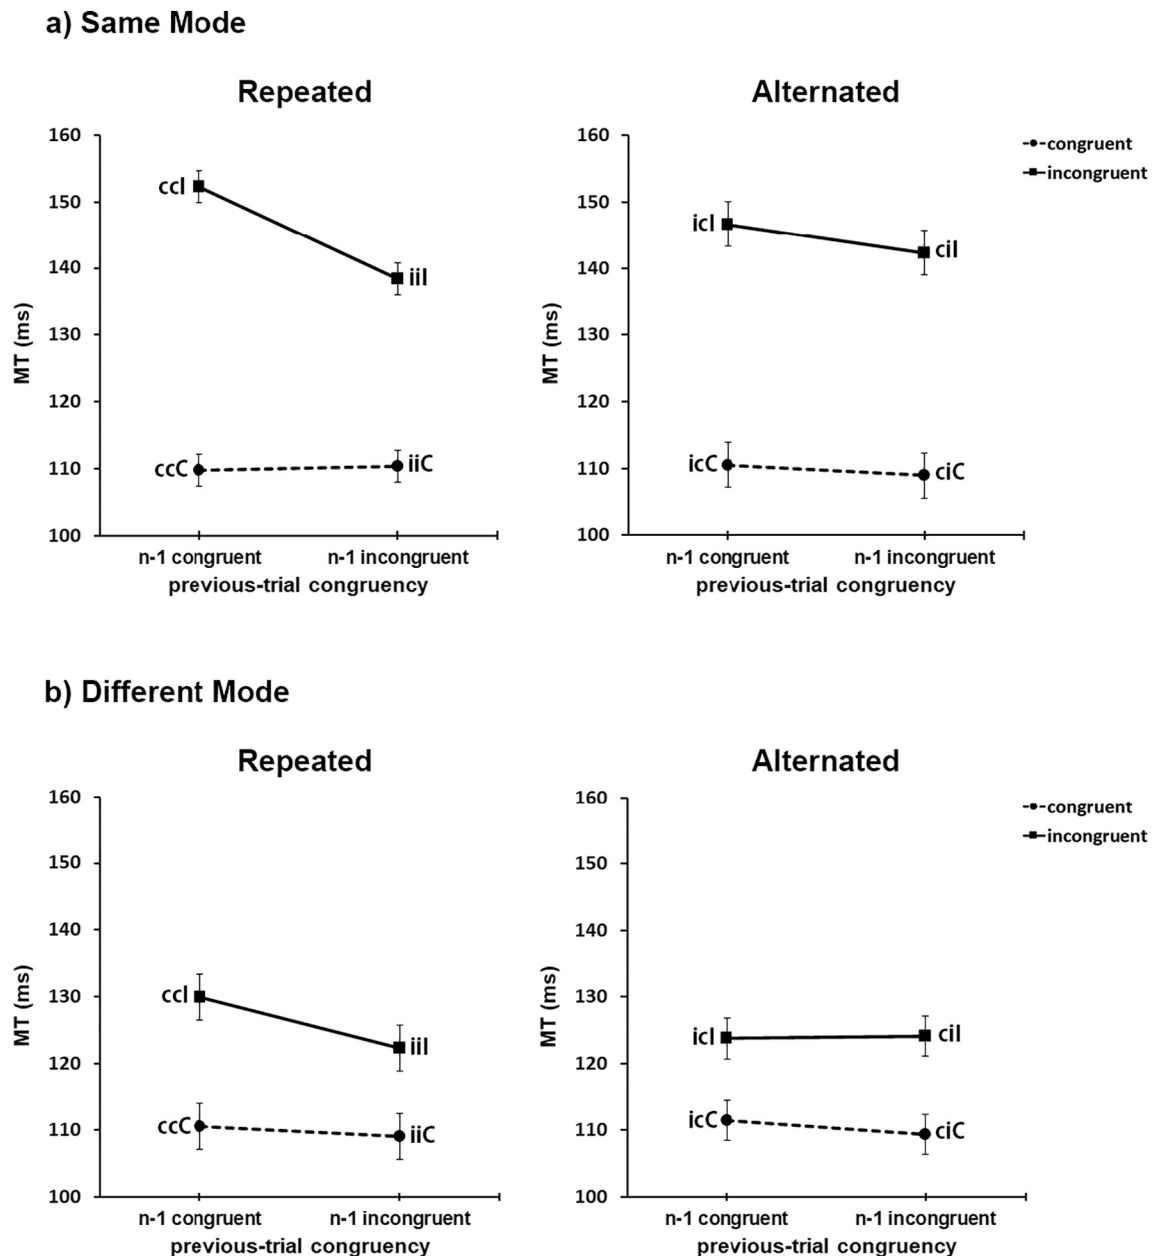 a) Same Mode
Repeated
Alternated
160
150
140
130
120
110
100
MT (ms)
ccI
iiI
ccC
iiC
n-1 congruent
n-1 incongruent
previous-trial congruency
160
150
140
130
120
110
100
MT (ms)
icI
ciI
icC
ciC
n-1 congruent
n-1 incongruent
previous-trial congruency
congruent
incongruent
b) Different Mode
Repeated
Alternated
160
150
140
130
120
110
100
MT (ms)
ccI
iiI
ccC
iiC
n-1 congruent
n-1 incongruent
previous-trial congruency
160
150
140
130
120
110
100
MT (ms)
icI
ciI
icC
ciC
n-1 congruent
n-1 incongruent
previous-trial congruency
congruent
incongruent